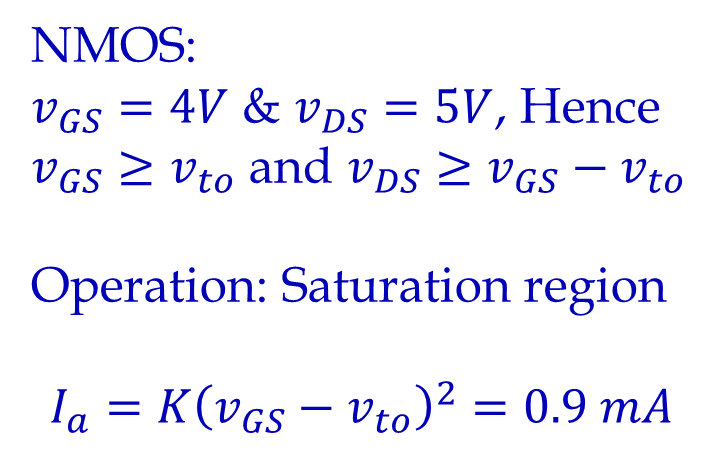 NMOS:
v_GS = 4V & v_DS = 5V, Hence
v_GS ≥ v_to and v_DS ≥ v_GS − v_to
Operation: Saturation region
I_a = K(v_GS − v_to)² = 0.9 mA